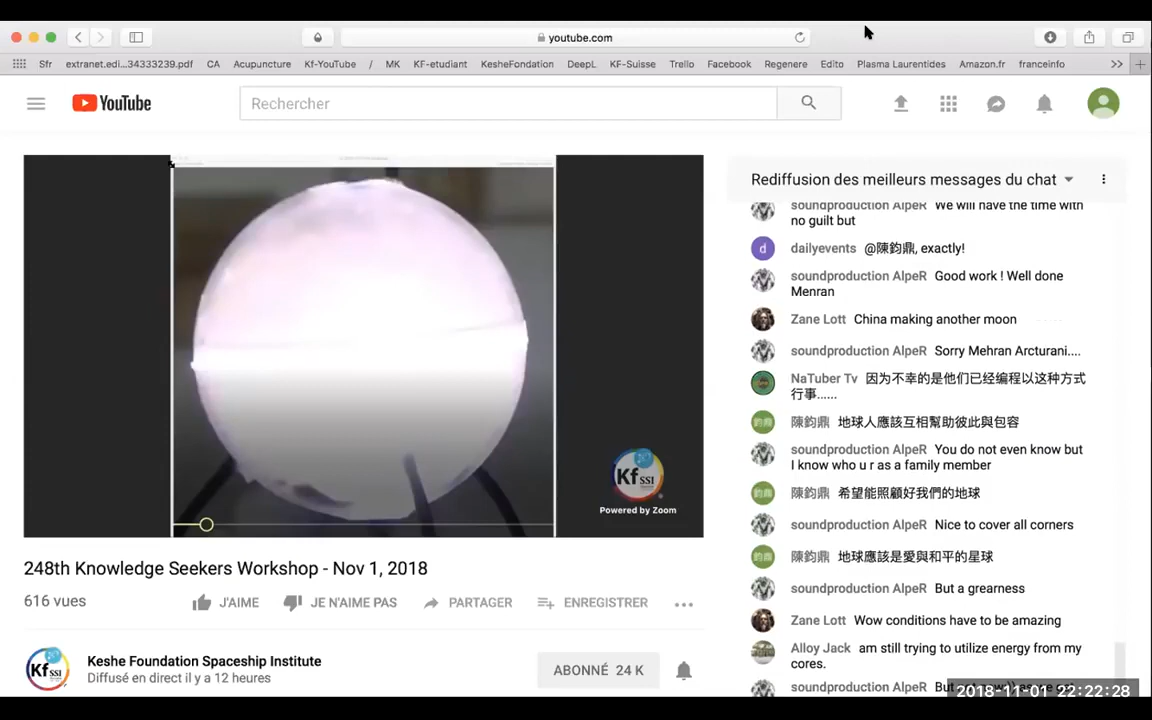 youtube.com
Sfr extranet.edi...34333239.pdf CA Acupuncture Kf-YouTube / MK KF-etudiant KesheFondation DeepL KF-Suisse Trello Facebook Regenere Edito Plasma Laurentides Amazon.fr franceinfo
YouTube
Rechercher
Kf SSI
Powered by Zoom
248th Knowledge Seekers Workshop - Nov 1, 2018
616 vues
J'AIME JE N'AIME PAS PARTAGER ENREGISTRER
Kf SSI
Keshe Foundation Spaceship Institute
Diffusé en direct il y a 12 heures
ABONNÉ 24 K
Rediffusion des meilleurs messages du chat
soundproduction AlpeR We will have the time with
no guilt but
d dailyevents @陳鈞鼎, exactly!
soundproduction AlpeR Good work ! Well done
Menran
Zane Lott China making another moon
soundproduction AlpeR Sorry Mehran Arcturani....
NaTuber Tv 因为不幸的是他们已经编程以这种方式
行事......
鈞鼎 陳鈞鼎 地球人應該互相幫助彼此與包容
soundproduction AlpeR You do not even know but
I know who u r as a family member
鈞鼎 陳鈞鼎 希望能照顧好我們的地球
soundproduction AlpeR Nice to cover all corners
鈞鼎 陳鈞鼎 地球應該是愛與和平的星球
soundproduction AlpeR But a grearness
Zane Lott Wow conditions have to be amazing
Alloy Jack am still trying to utilize energy from my
cores.
soundproduction AlpeR But
2018-11-01 22:22:28